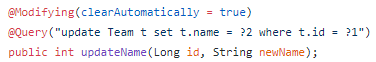 @Modifying(clearAutomatically = true)
@Query("update Team t set t.name = ?2 where t.id = ?1")
public int updateName(Long id, String newName);